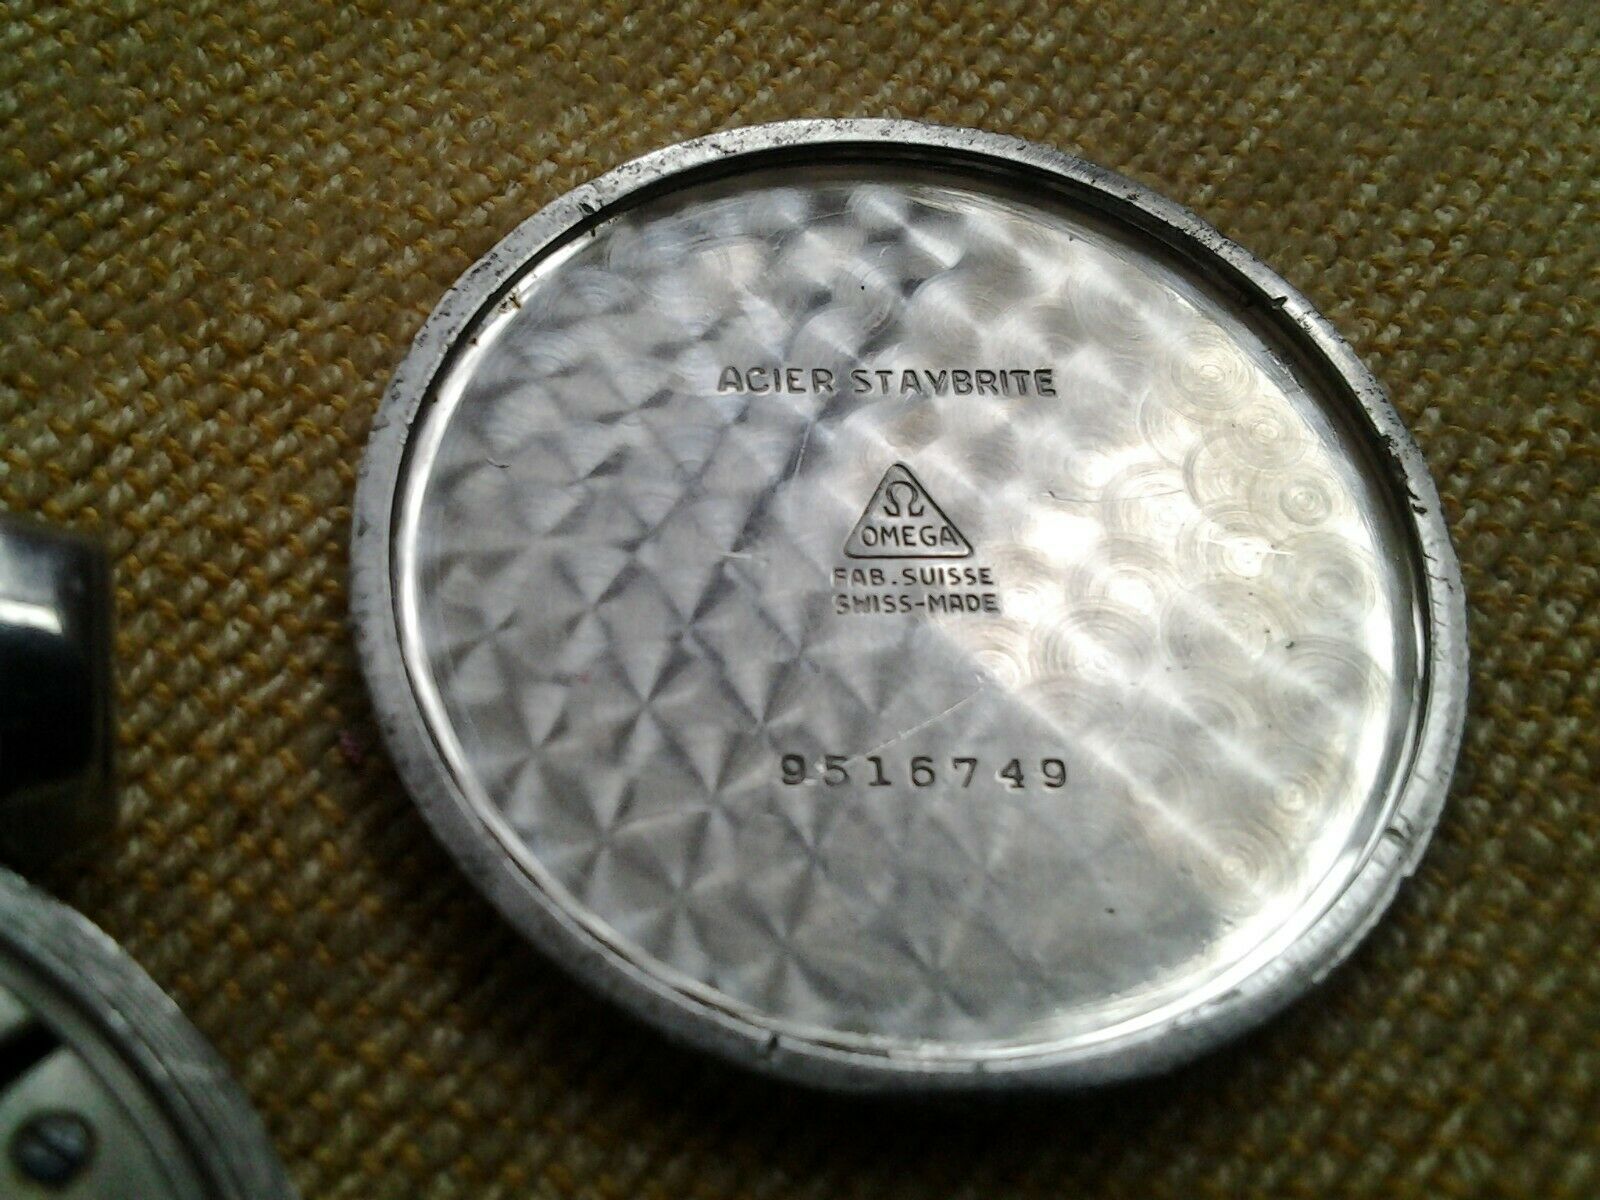 ACIER STAYBRITE
Ω
OMEGA
FAB. SUISSE
SWISS-MADE
9516749